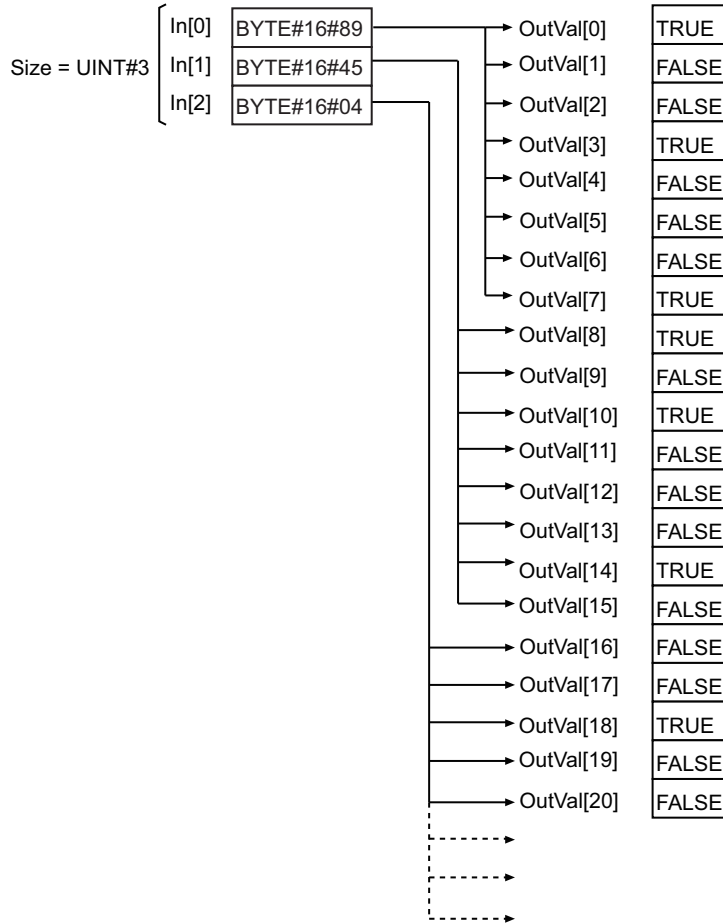 In[0] BYTE#16#89 OutVal[0] TRUE
Size = UINT#3 In[1] BYTE#16#45 OutVal[1] FALSE
In[2] BYTE#16#04 OutVal[2] FALSE
OutVal[3] TRUE
OutVal[4] FALSE
OutVal[5] FALSE
OutVal[6] FALSE
OutVal[7] TRUE
OutVal[8] TRUE
OutVal[9] FALSE
OutVal[10] TRUE
OutVal[11] FALSE
OutVal[12] FALSE
OutVal[13] FALSE
OutVal[14] TRUE
OutVal[15] FALSE
OutVal[16] FALSE
OutVal[17] FALSE
OutVal[18] TRUE
OutVal[19] FALSE
OutVal[20] FALSE